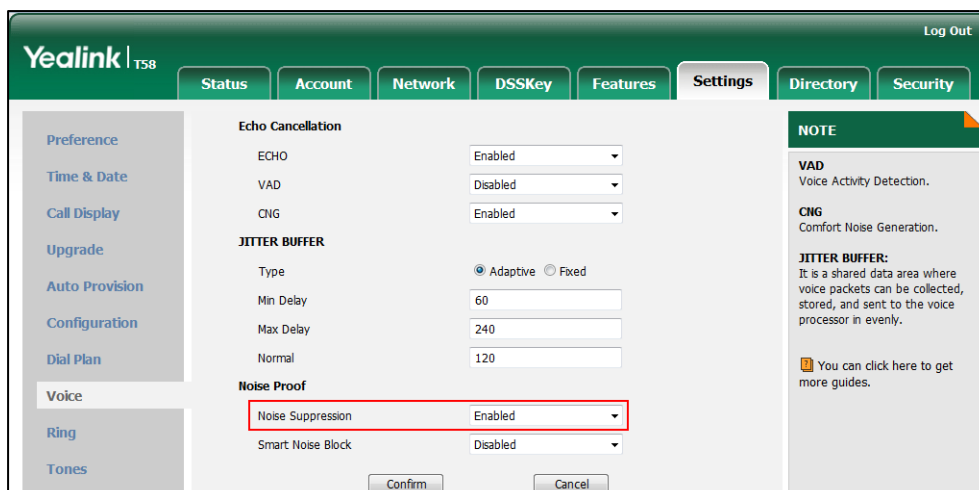 Log Out
Yealink | T58
Status Account Network DSSKey Features Settings Directory Security
Preference
Time & Date
Call Display
Upgrade
Auto Provision
Configuration
Dial Plan
Voice
Ring
Tones
Echo Cancellation
ECHO Enabled
VAD Disabled
CNG Enabled
JITTER BUFFER
Type Adaptive Fixed
Min Delay 60
Max Delay 240
Normal 120
Noise Proof
Noise Suppression Enabled
Smart Noise Block Disabled
Confirm Cancel
NOTE
VAD
Voice Activity Detection.
CNG
Comfort Noise Generation.
JITTER BUFFER:
It is a shared data area where
voice packets can be collected,
stored, and sent to the voice
processor in evenly.
You can click here to get
more guides.